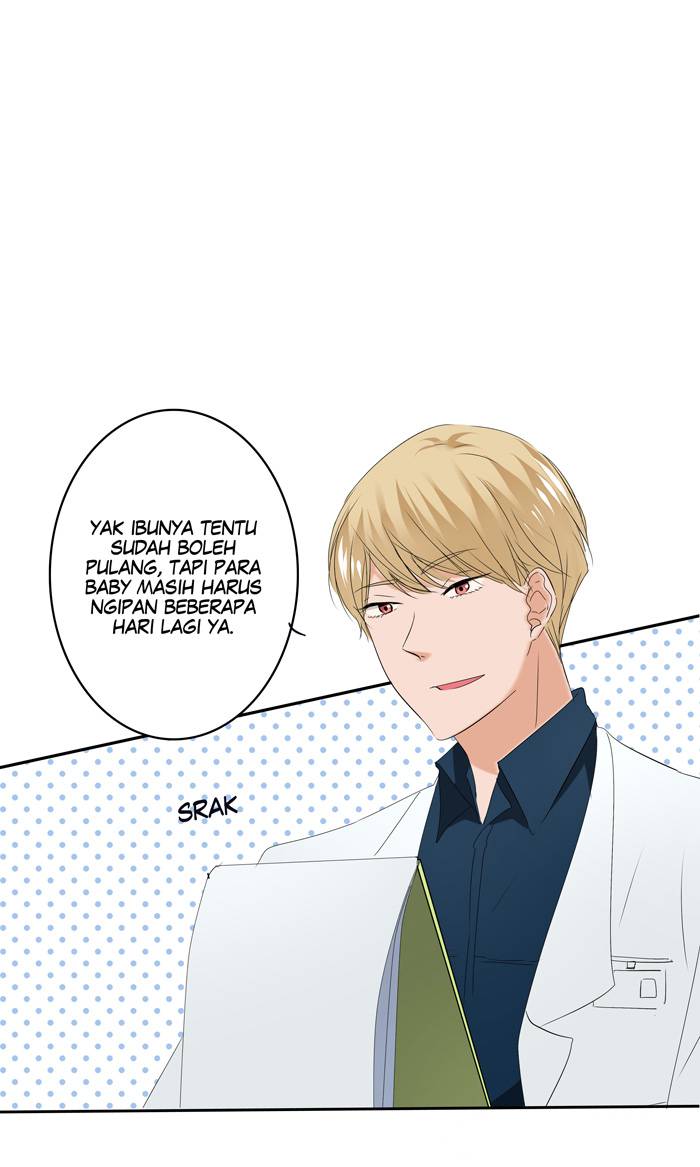 YAK IBUNYA TENTU
SUDAH BOLEH
PULANG, TAPI PARA
BABY MASIH HARUS
NGIPAN BEBERAPA
HARI LAGI YA.
SRAK